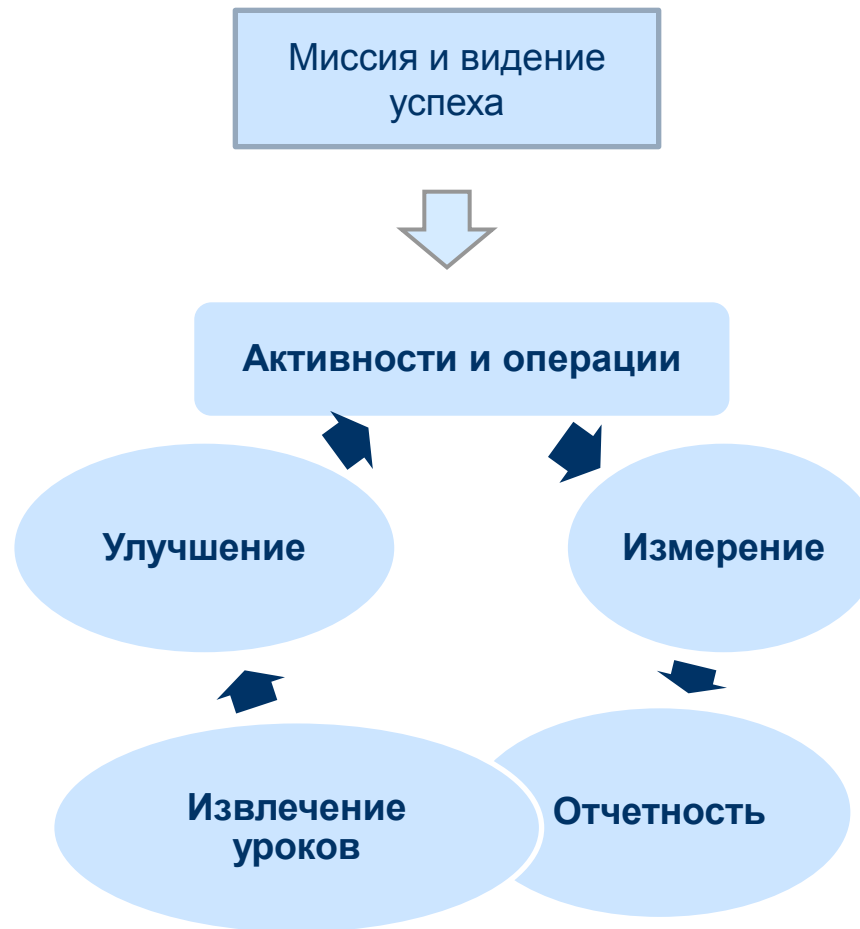 Миссия и видение
успеха
Активности и операции
Улучшение
Измерение
Извлечение
уроков
Отчетность